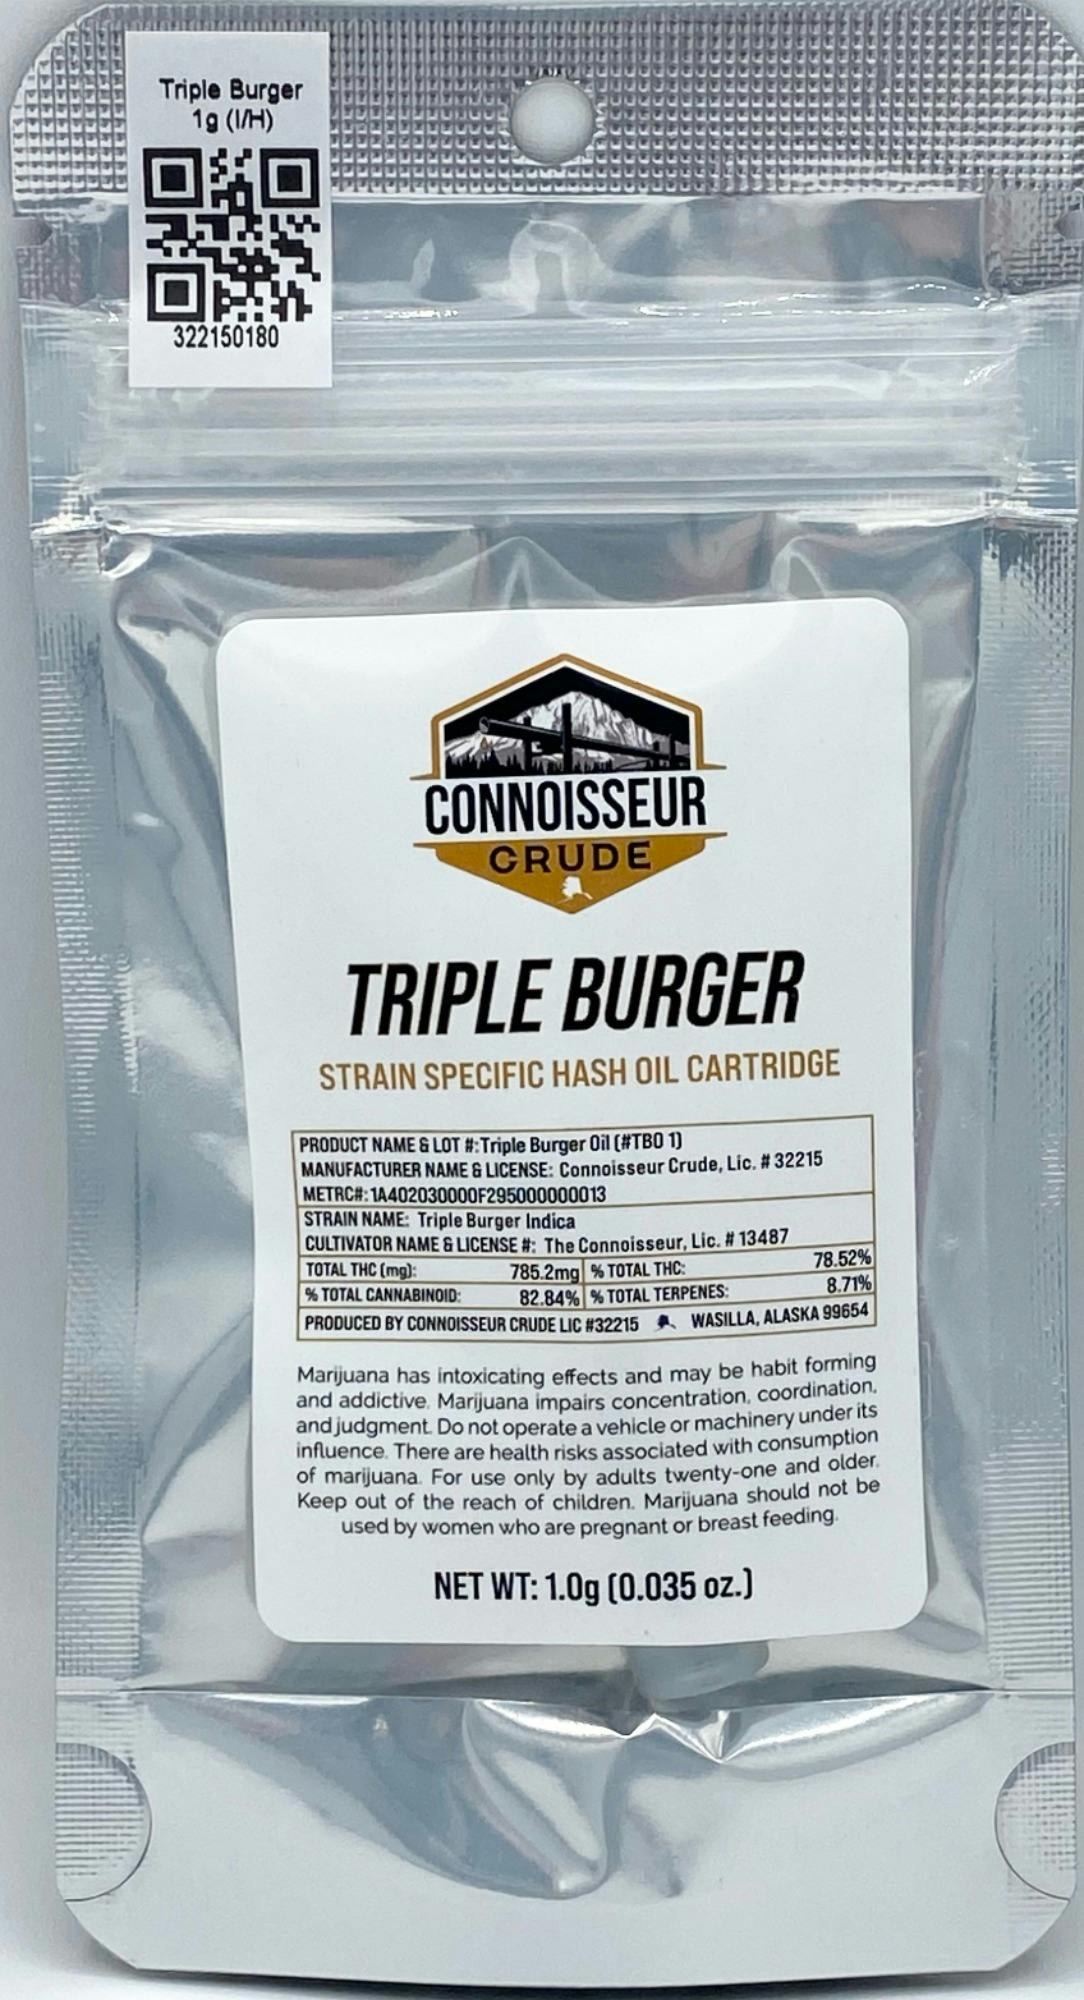 Triple Burger
1g (I/H)
322150180
CONNOISSEUR
CRUDE
TRIPLE BURGER
STRAIN SPECIFIC HASH OIL CARTRIDGE
PRODUCT NAME & LOT #: Triple Burger Oil (#TBO 1)
MANUFACTURER NAME & LICENSE: Connoisseur Crude, Lic. # 32215
METRC#: 1A402030000F295000000013
STRAIN NAME: Triple Burger Indica
CULTIVATOR NAME & LICENSE #: The Connoisseur, Lic. # 13487
TOTAL THC (mg): 785.2mg % TOTAL THC: 78.52%
% TOTAL CANNABINOID: 82.84% % TOTAL TERPENES: 8.71%
PRODUCED BY CONNOISSEUR CRUDE LIC #32215 WASILLA, ALASKA 99654
Marijuana has intoxicating effects and may be habit forming
and addictive. Marijuana impairs concentration, coordination,
and judgment. Do not operate a vehicle or machinery under its
influence. There are health risks associated with consumption
of marijuana. For use only by adults twenty-one and older.
Keep out of the reach of children. Marijuana should not be
used by women who are pregnant or breast feeding.
NET WT: 1.0g (0.035 oz.)